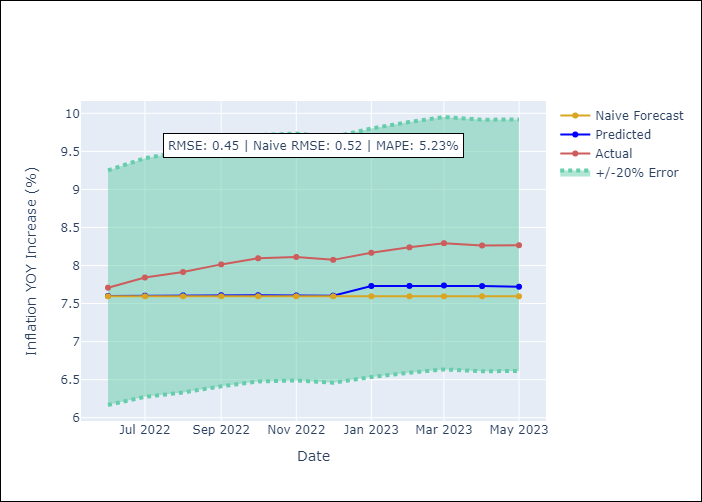 RMSE: 0.45 | Naive RMSE: 0.52 | MAPE: 5.23%
Naive Forecast
Predicted
Actual
+/-20% Error
Inflation YOY Increase (%)
10
9.5
9
8.5
8
7.5
7
6.5
6
Jul 2022
Sep 2022
Nov 2022
Jan 2023
Mar 2023
May 2023
Date